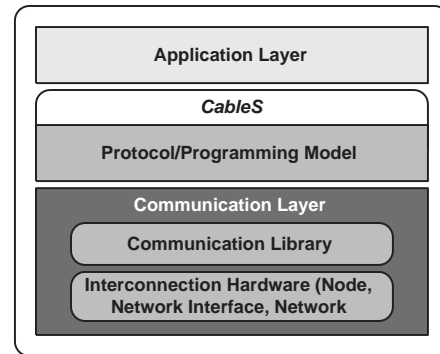 Application Layer
CableS
Protocol/Programming Model
Communication Layer
Communication Library
Interconnection Hardware (Node,
Network Interface, Network